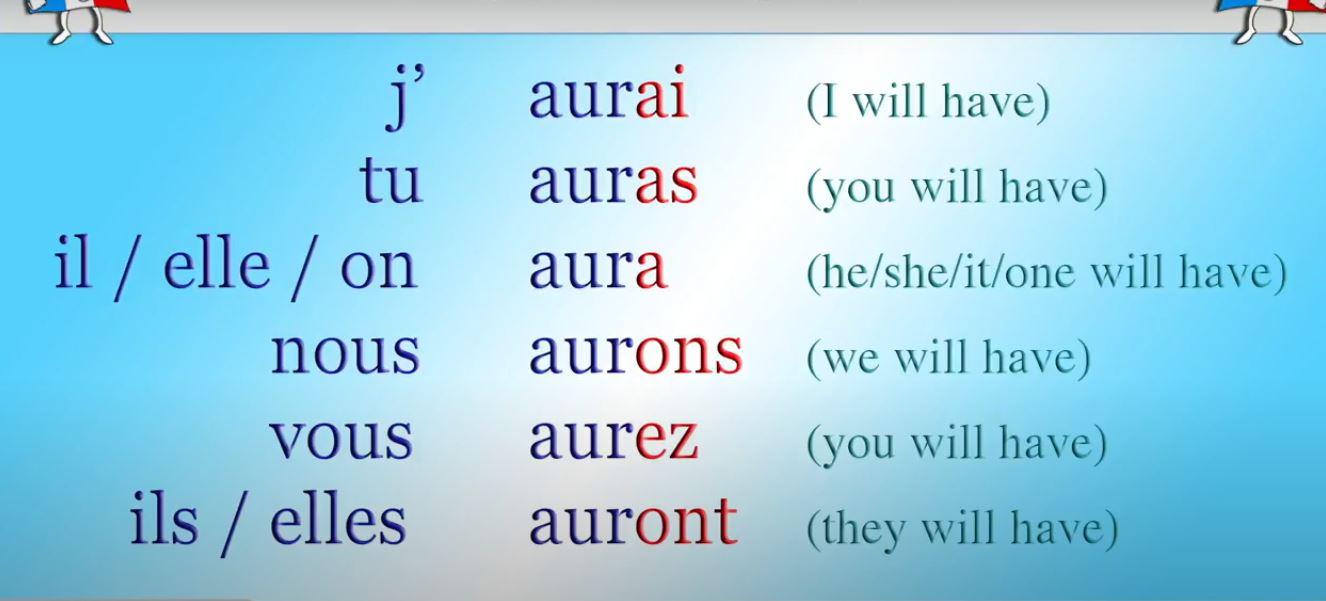 j’ aurai (I will have)
tu auras (you will have)
il / elle / on aura (he/she/it/one will have)
nous aurons (we will have)
vous aurez (you will have)
ils / elles auront (they will have)